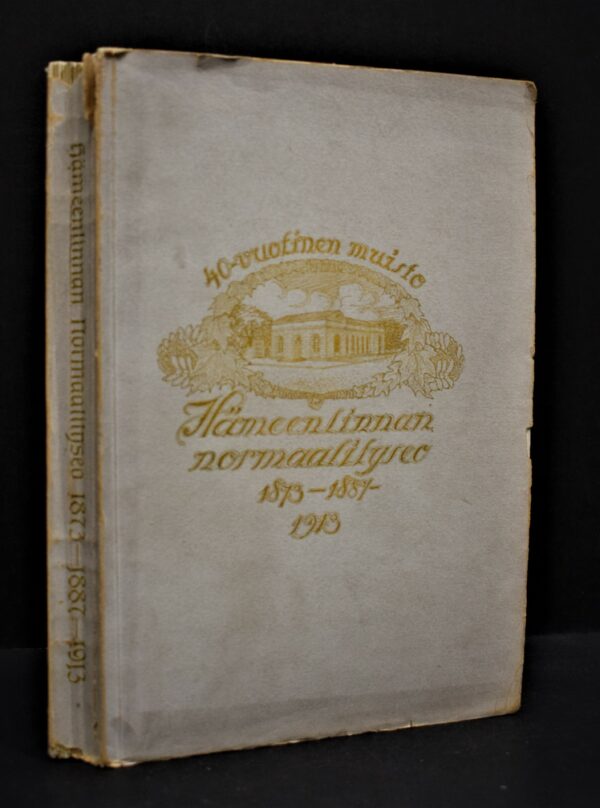 40-vuotinen muisto
Hämeenlinnan
normaalilyseo
1873–1887–
1913
Hämeenlinnan Normaalilyseo 1873–1887–1913